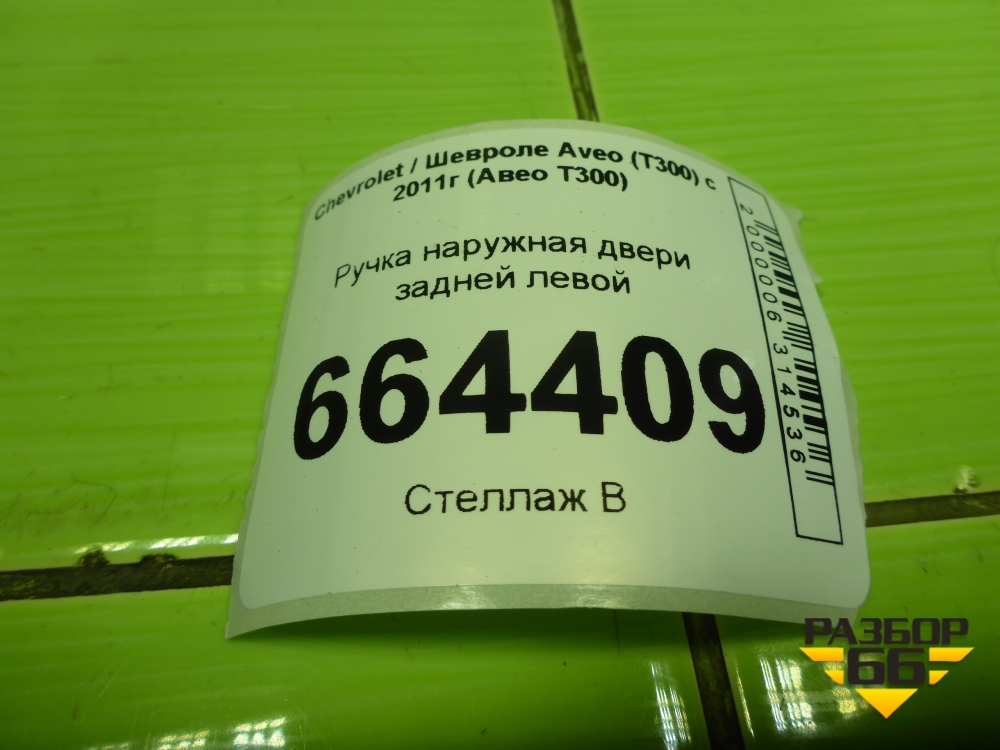 Chevrolet / Шевроле Aveo (T300) с
2011г (Авео T300)
Ручка наружная двери
задней левой
664409
Стеллаж В
2000006314536
РАЗБОР
66